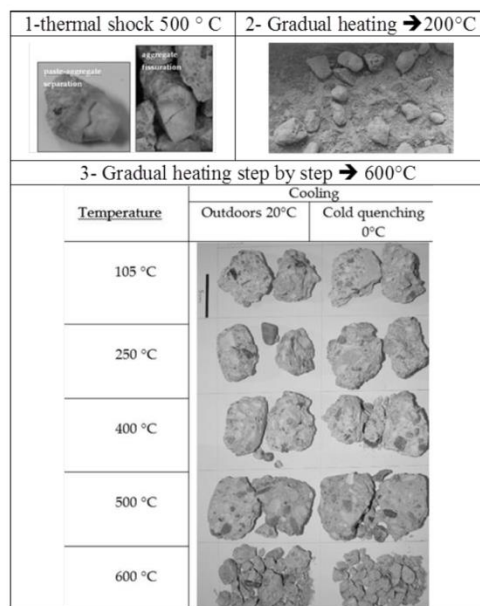 1-thermal shock 500 ° C
2- Gradual heating ➔200°C
paste-aggregate
separation
aggregate
fissuration
3- Gradual heating step by step ➔ 600°C
Temperature
Cooling
Outdoors 20°C
Cold quenching
0°C
105 °C
250 °C
400 °C
500 °C
600 °C